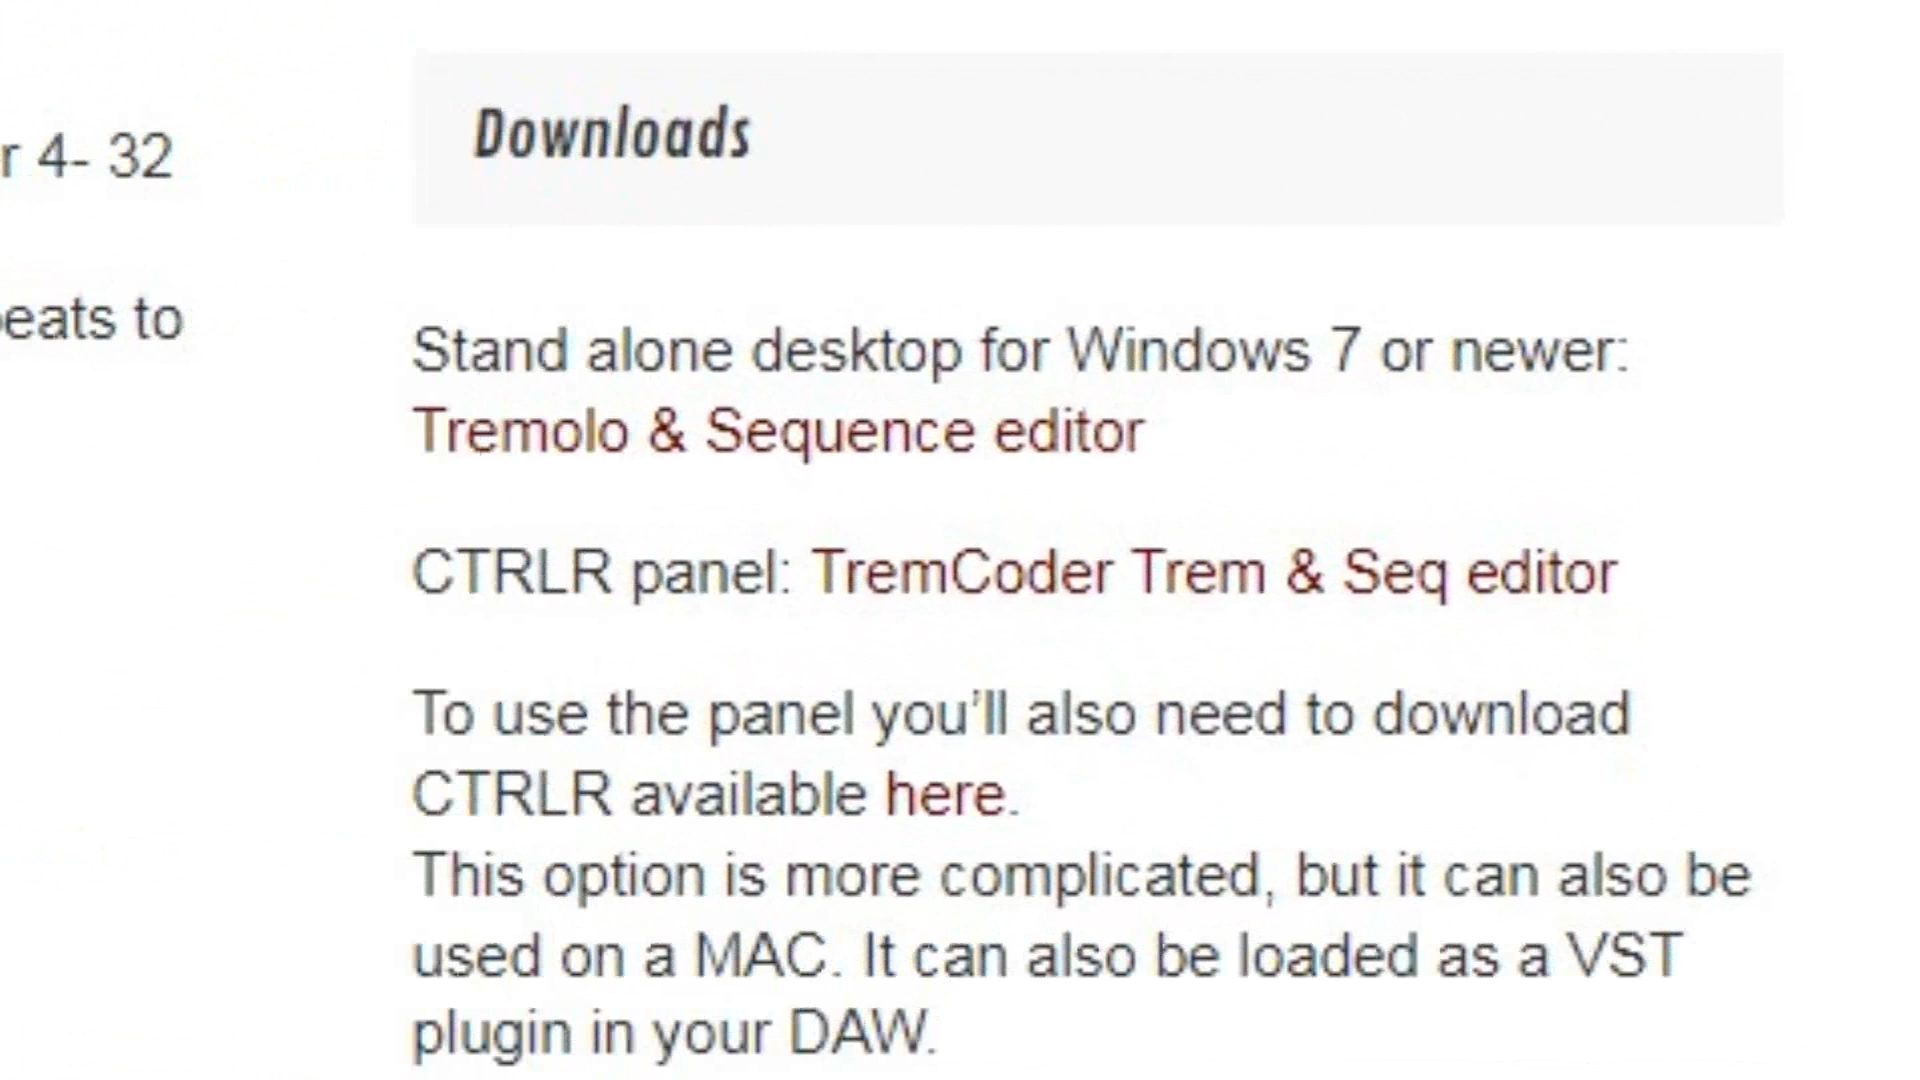 r 4- 32
eats to
Downloads
Stand alone desktop for Windows 7 or newer:
Tremolo & Sequence editor
CTRLR panel: TremCoder Trem & Seq editor
To use the panel you'll also need to download
CTRLR available here.
This option is more complicated, but it can also be
used on a MAC. It can also be loaded as a VST
plugin in your DAW.